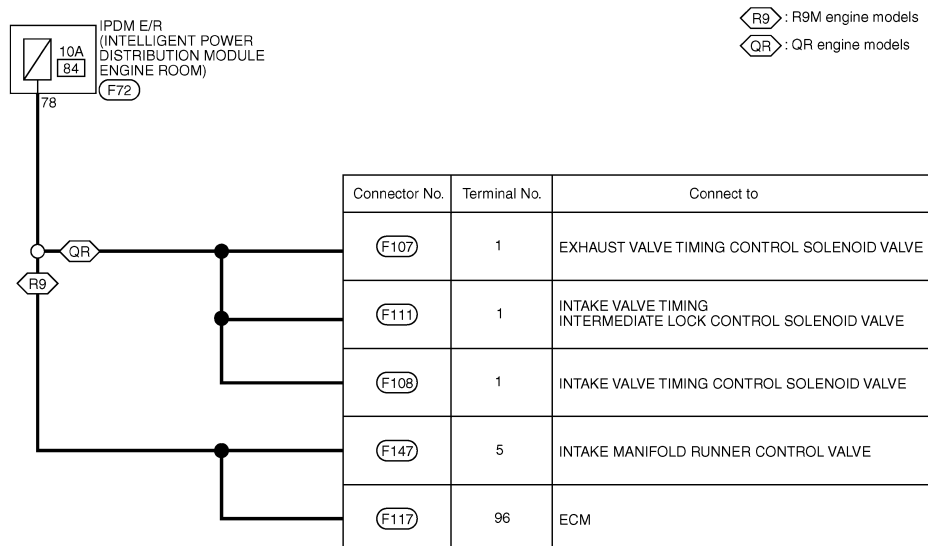 IPDM E/R
(INTELLIGENT POWER
DISTRIBUTION MODULE
ENGINE ROOM)
10A
84
F72
78
R9 : R9M engine models
QR : QR engine models
QR
R9
Connector No. Terminal No. Connect to
F107 1 EXHAUST VALVE TIMING CONTROL SOLENOID VALVE
F111 1 INTAKE VALVE TIMING
INTERMEDIATE LOCK CONTROL SOLENOID VALVE
F108 1 INTAKE VALVE TIMING CONTROL SOLENOID VALVE
F147 5 INTAKE MANIFOLD RUNNER CONTROL VALVE
F117 96 ECM